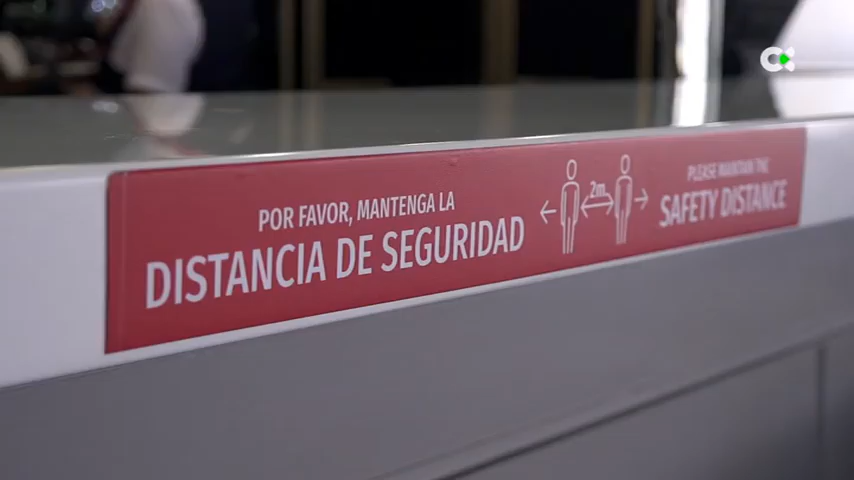 POR FAVOR, MANTENGA LA
DISTANCIA DE SEGURIDAD
2m
PLEASE MAINTAIN THE
SAFETY DISTANCE